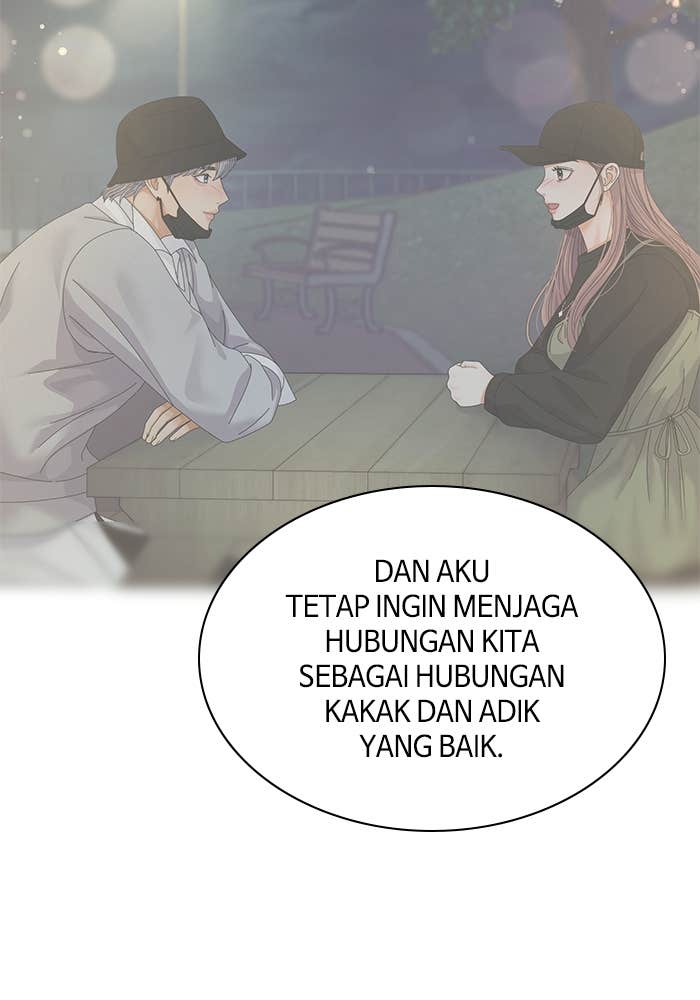 DAN AKU
TETAP INGIN MENJAGA
HUBUNGAN KITA
SEBAGAI HUBUNGAN
KAKAK DAN ADIK
YANG BAIK.